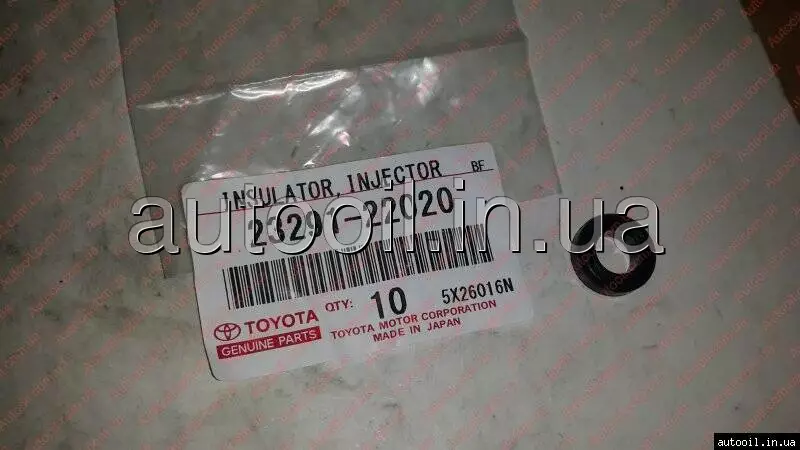 INSULATOR, INJECTOR BF
23291-22020
autooil.in.ua
QTY: 10 5X26016N
TOYOTA
GENUINE PARTS
TOYOTA MOTOR CORPORATION
MADE IN JAPAN
autooil.in.ua